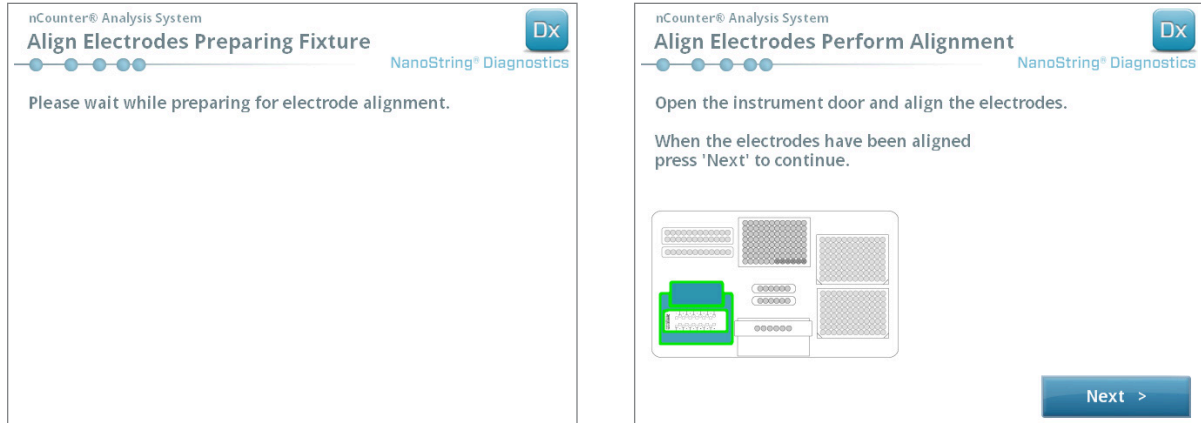 nCounter® Analysis System
Align Electrodes Preparing Fixture
Dx
NanoString® Diagnostics
Please wait while preparing for electrode alignment.
nCounter® Analysis System
Align Electrodes Perform Alignment
Dx
NanoString® Diagnostics
Open the instrument door and align the electrodes.
When the electrodes have been aligned
press 'Next' to continue.
Next >